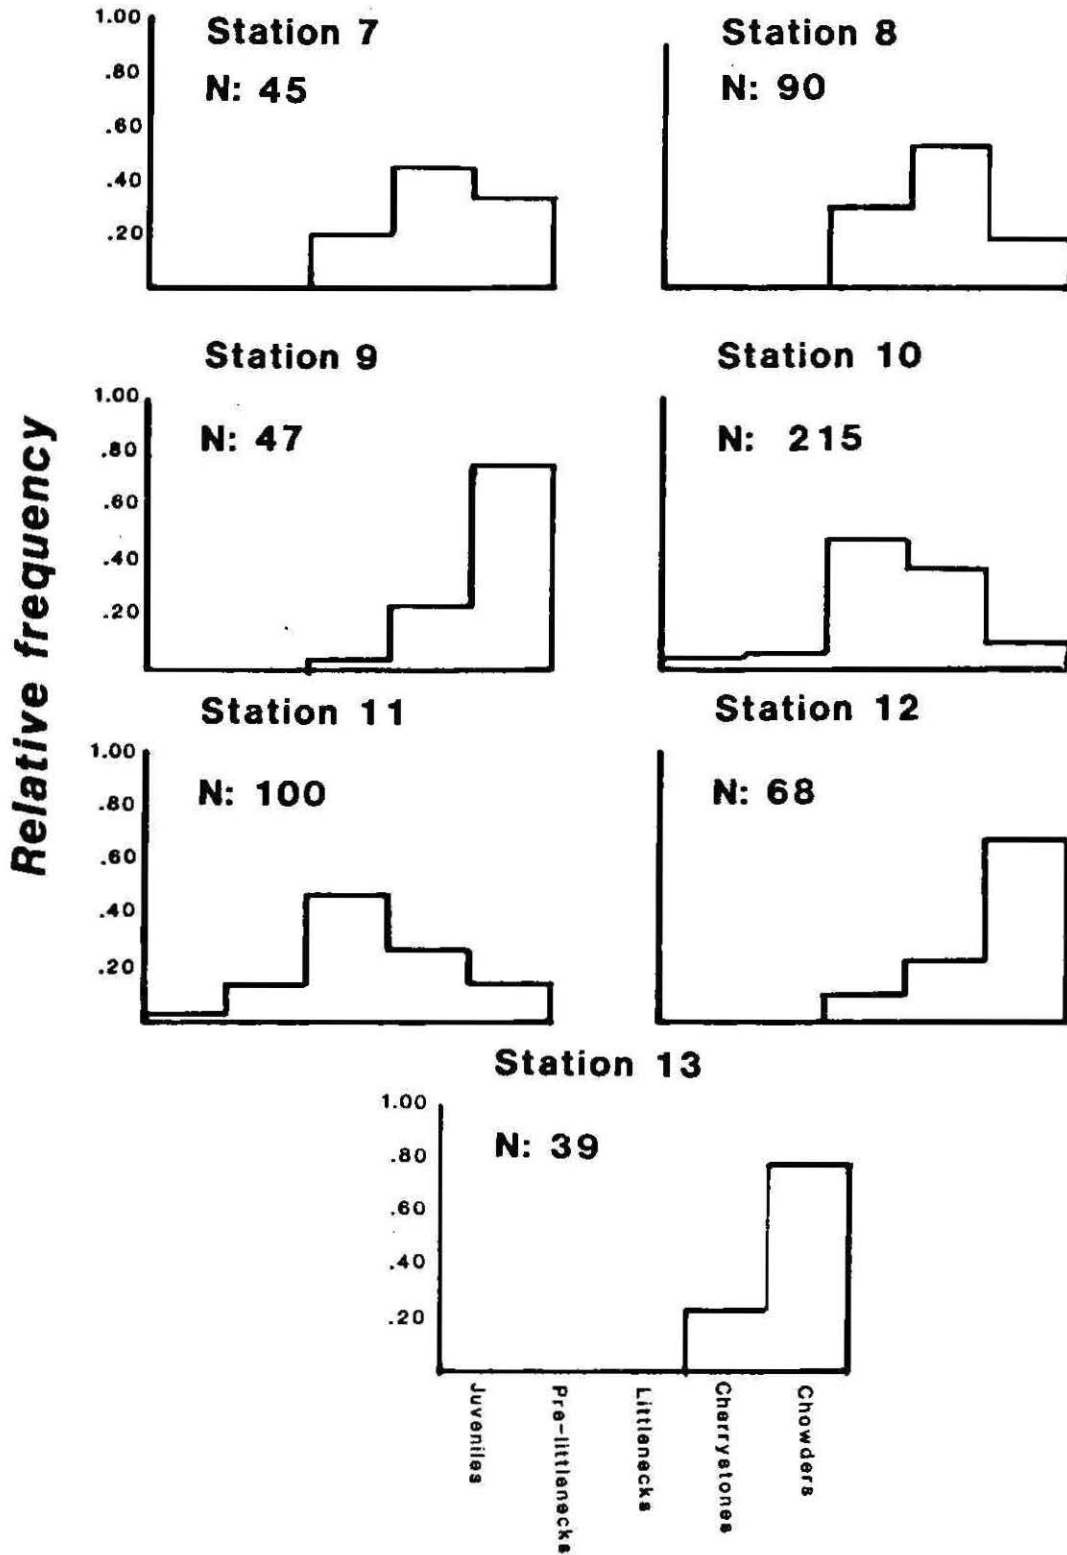 Relative frequency
Station 7
N: 45
1.00
.80
.60
.40
.20
Station 8
N: 90
Station 9
N: 47
1.00
.80
.60
.40
.20
Station 10
N: 215
Station 11
N: 100
1.00
.80
.60
.40
.20
Station 12
N: 68
Station 13
N: 39
1.00
.80
.60
.40
.20
Juveniles
Pre-littlenecks
Littlenecks
Cherrystones
Chowders